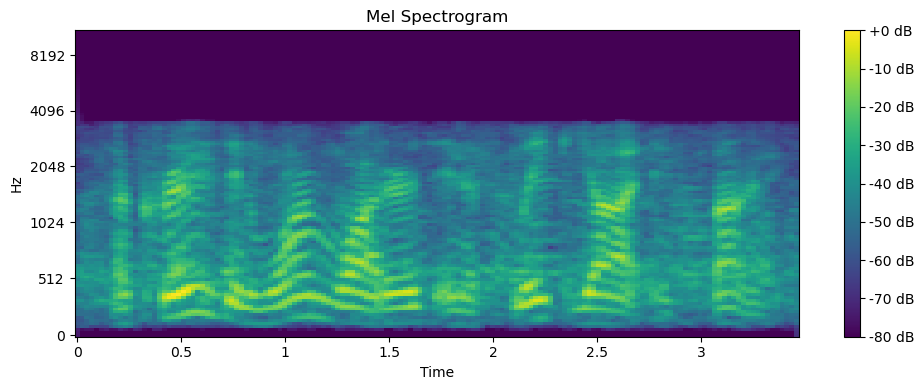 Mel Spectrogram
8192
4096
2048
1024
512
0
Hz
0
0.5
1
1.5
2
2.5
3
Time
+0 dB
-10 dB
-20 dB
-30 dB
-40 dB
-50 dB
-60 dB
-70 dB
-80 dB